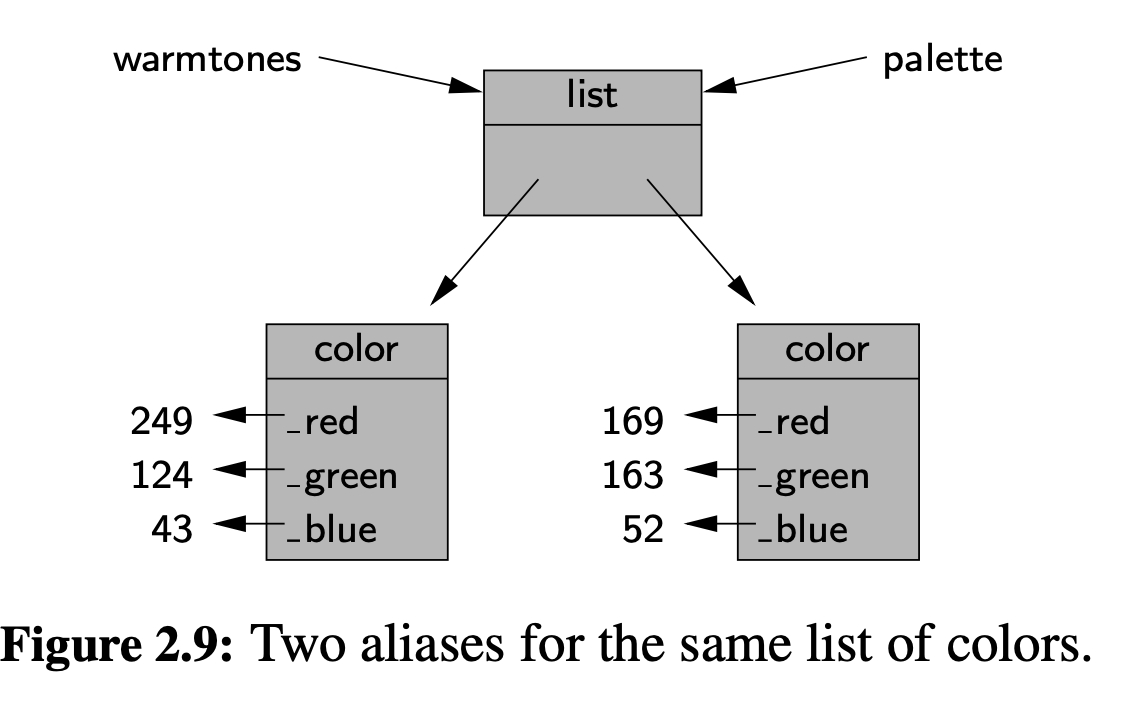 warmtones
palette
list
color
color
249 _red
169 _red
124 _green
163 _green
43 _blue
52 _blue
Figure 2.9: Two aliases for the same list of colors.